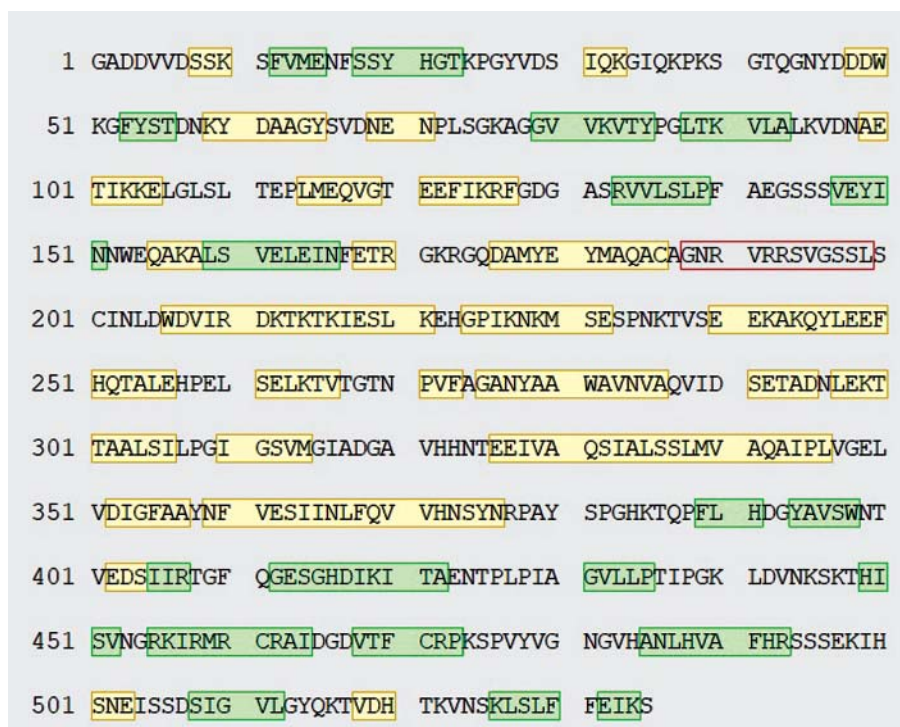 1 GADDVVDSSK SFVMENFSSY HGTKPGYVDS IQKGIQKPKS GTQGNYDDDW
51 KGFYSTDNKY DAAGYSVDNE NPLSGKAGGV VKVTYPGLTK VLALKVDNAE
101 TIKKELGLSL TEPLMEQVGT EEFIKRFGDG ASRVVLSLPF AEGSSSVEYI
151 NNWEQAKALS VELEINFETR GKRGQDAMYE YMAQACAGNR VRRSVGSSLS
201 CINLDWDVIR DKTKTKIESL KEHGPIKNKM SESPNKTVSE EKAKQYLEEF
251 HQTALEHPEL SELKTVTGTN PVFAGANYAA WAVNVAQVID SETADNLEKT
301 TAALSILPGI GSVMGIADGA VHHNTEEIVA QSIALSSLMV AQAIPLVGEL
351 VDIGFAAYNF VESIINLFQV VHNSYNRPAY SPGHKTQPFL HDGYAVSWNT
401 VEDSIIRTGF QGESGHDIKI TAENTPLPIA GVLLPTIPGK LDVNKSKTHI
451 SVNGRKIRMR CRAIDGDVTF CRPKSPVYVG NGVHANLHVA FHRSSSEKIH
501 SNEISSDSIG VLGYQKTVDH TKVNSKLSLF FEIKS